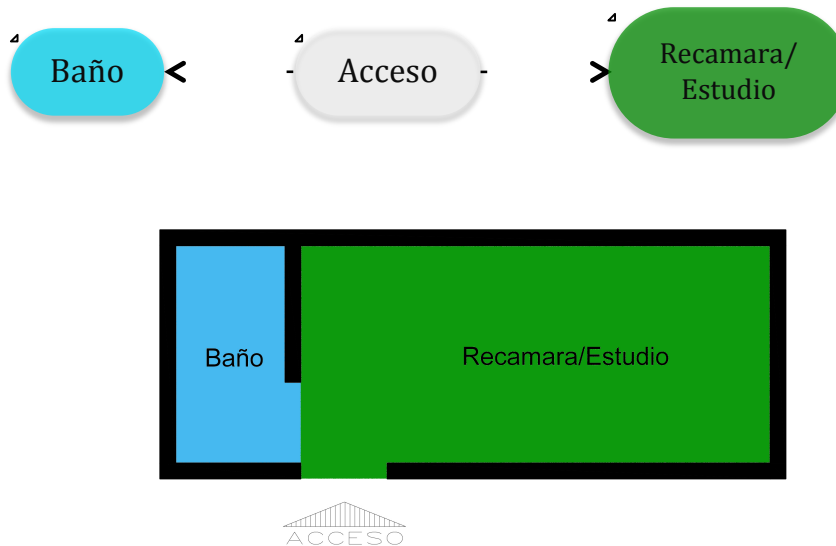 Baño
Acceso
Recamara/
Estudio
Baño
Recamara/Estudio
ACCESO